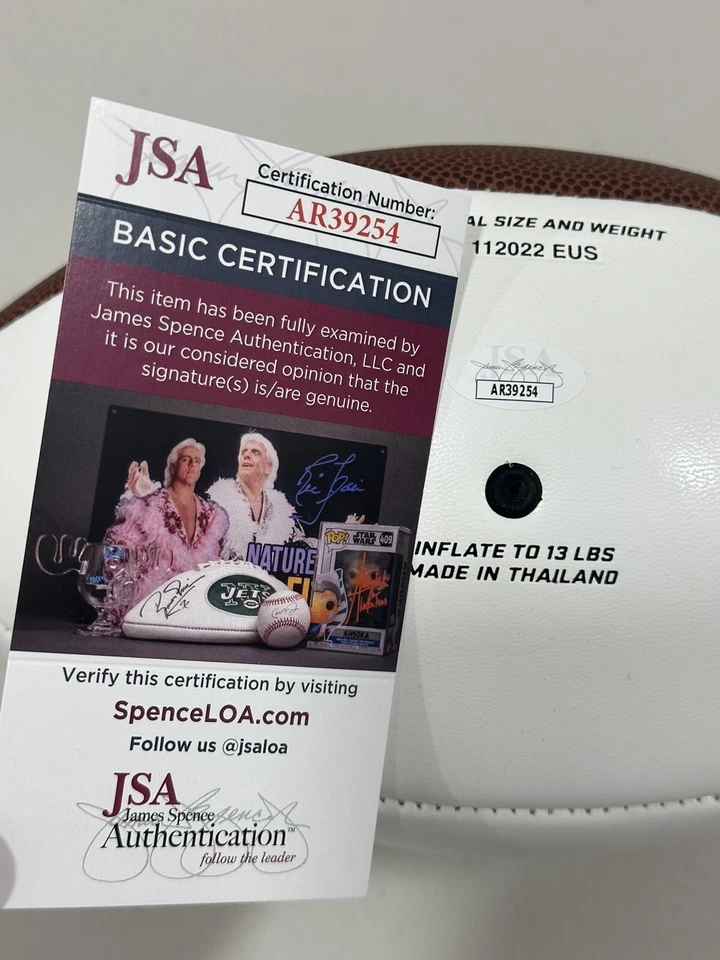 JSA
Certification Number:
AR39254
BASIC CERTIFICATION
This item has been fully examined by
James Spence Authentication, LLC and
it is our considered opinion that the
signature(s) is/are genuine.
NATURE
POP!
STAR WARS
409
JETS
AHSOKA
Verify this certification by visiting
SpenceLOA.com
Follow us @jsaloa
JSA
James Spence
Authentication™
follow the leader
AL SIZE AND WEIGHT
112022 EUS
JSA
AR39254
INFLATE TO 13 LBS
MADE IN THAILAND